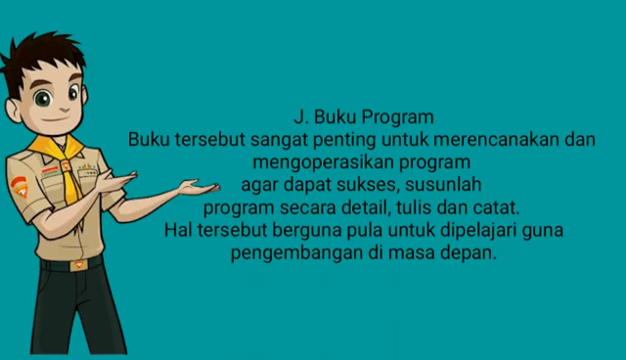 J. Buku Program
Buku tersebut sangat penting untuk merencanakan dan
mengoperasikan program
agar dapat sukses, susunlah
program secara detail, tulis dan catat.
Hal tersebut berguna pula untuk dipelajari guna
pengembangan di masa depan.